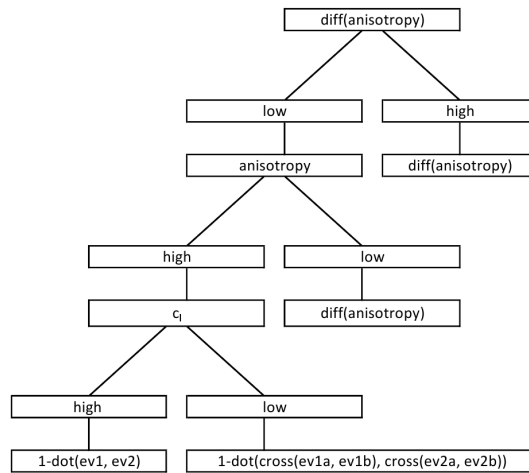 diff(anisotropy)
low
high
anisotropy
diff(anisotropy)
high
low
cₗ
diff(anisotropy)
high
low
1-dot(ev1, ev2)
1-dot(cross(ev1a, ev1b), cross(ev2a, ev2b))